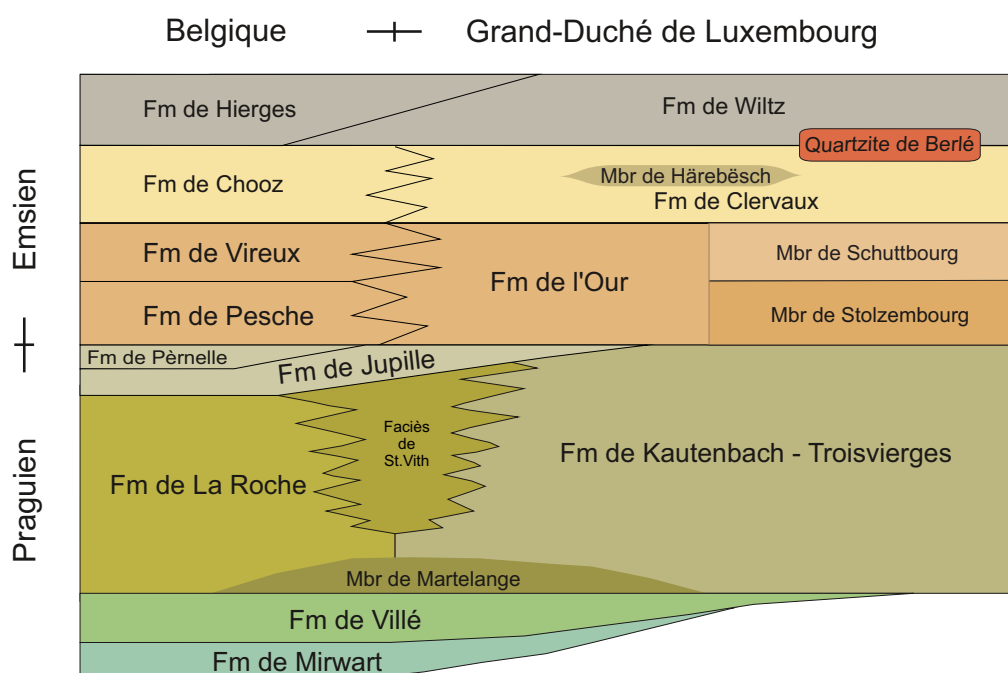 Belgique
Grand-Duché de Luxembourg
Emsien
Praguien
Fm de Hierges
Fm de Wiltz
Quartzite de Berlé
Fm de Chooz
Mbr de Härebësch
Fm de Clervaux
Fm de Vireux
Fm de l'Our
Mbr de Schuttbourg
Fm de Pesche
Mbr de Stolzembourg
Fm de Pèrnelle
Fm de Jupille
Faciès
de
St.Vith
Fm de Kautenbach - Troisvierges
Fm de La Roche
Mbr de Martelange
Fm de Villé
Fm de Mirwart